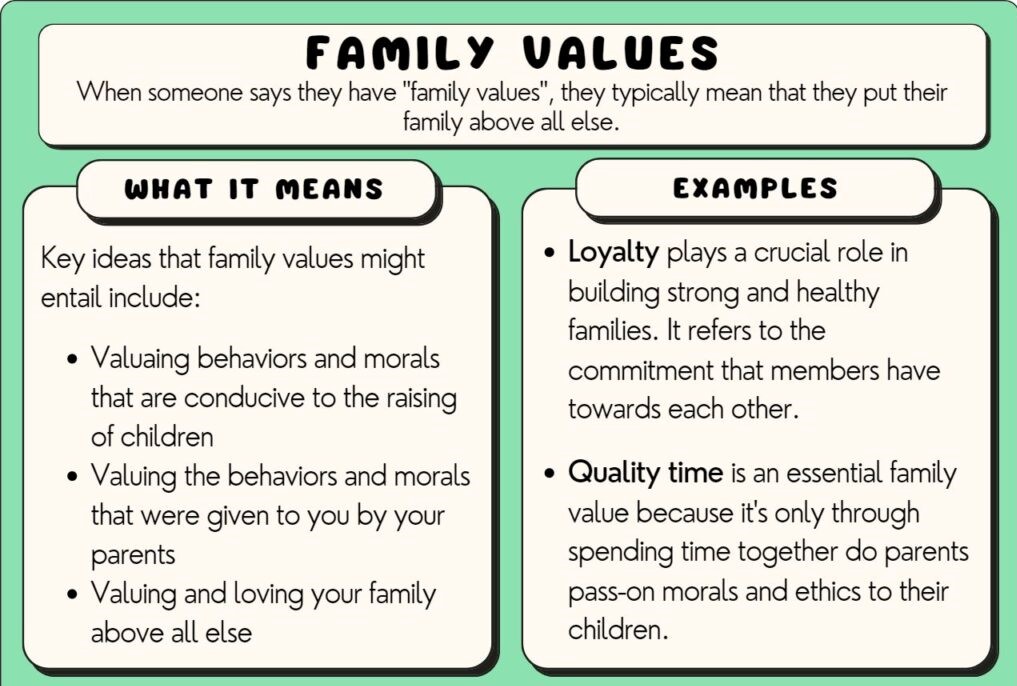 FAMILY VALUES
When someone says they have "family values", they typically mean that they put their
family above all else.
WHAT IT MEANS
Key ideas that family values might
entail include:
• Valuaing behaviors and morals
that are conducive to the raising
of children
• Valuing the behaviors and morals
that were given to you by your
parents
• Valuing and loving your family
above all else
EXAMPLES
• Loyalty plays a crucial role in
building strong and healthy
families. It refers to the
commitment that members have
towards each other.
• Quality time is an essential family
value because it's only through
spending time together do parents
pass-on morals and ethics to their
children.